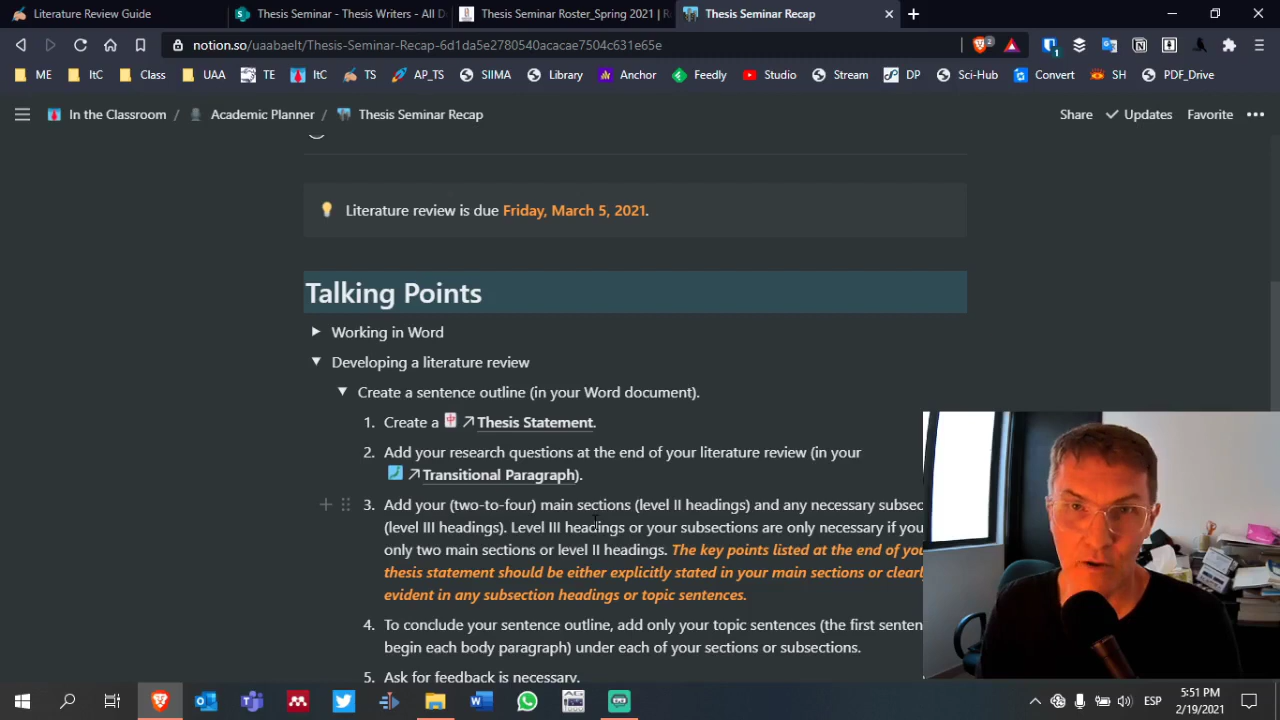 Literature Review Guide
Thesis Seminar - Thesis Writers - All D
Thesis Seminar Roster_Spring 2021 | R
Thesis Seminar Recap
notion.so/uaabaelt/Thesis-Seminar-Recap-6d1da5e2780540acacae7504c631e65e
2
1
ME
ItC
Class
UAA
TE
ItC
TS
AP_TS
SIIMA
Library
Anchor
Feedly
Studio
Stream
DP
Sci-Hub
Convert
SH
PDF_Drive
In the Classroom / Academic Planner / Thesis Seminar Recap
Share
Updates
Favorite
Literature review is due Friday, March 5, 2021.
Talking Points
Working in Word
Developing a literature review
Create a sentence outline (in your Word document).
1. Create a Thesis Statement.
2. Add your research questions at the end of your literature review (in your
Transitional Paragraph).
3. Add your (two-to-four) main sections (level II headings) and any necessary subsec
(level III headings). Level III headings or your subsections are only necessary if you
only two main sections or level II headings. The key points listed at the end of you
thesis statement should be either explicitly stated in your main sections or clearl
evident in any subsection headings or topic sentences.
4. To conclude your sentence outline, add only your topic sentences (the first senten
begin each body paragraph) under each of your sections or subsections.
5. Ask for feedback is necessary.
ESP
5:51 PM
2/19/2021